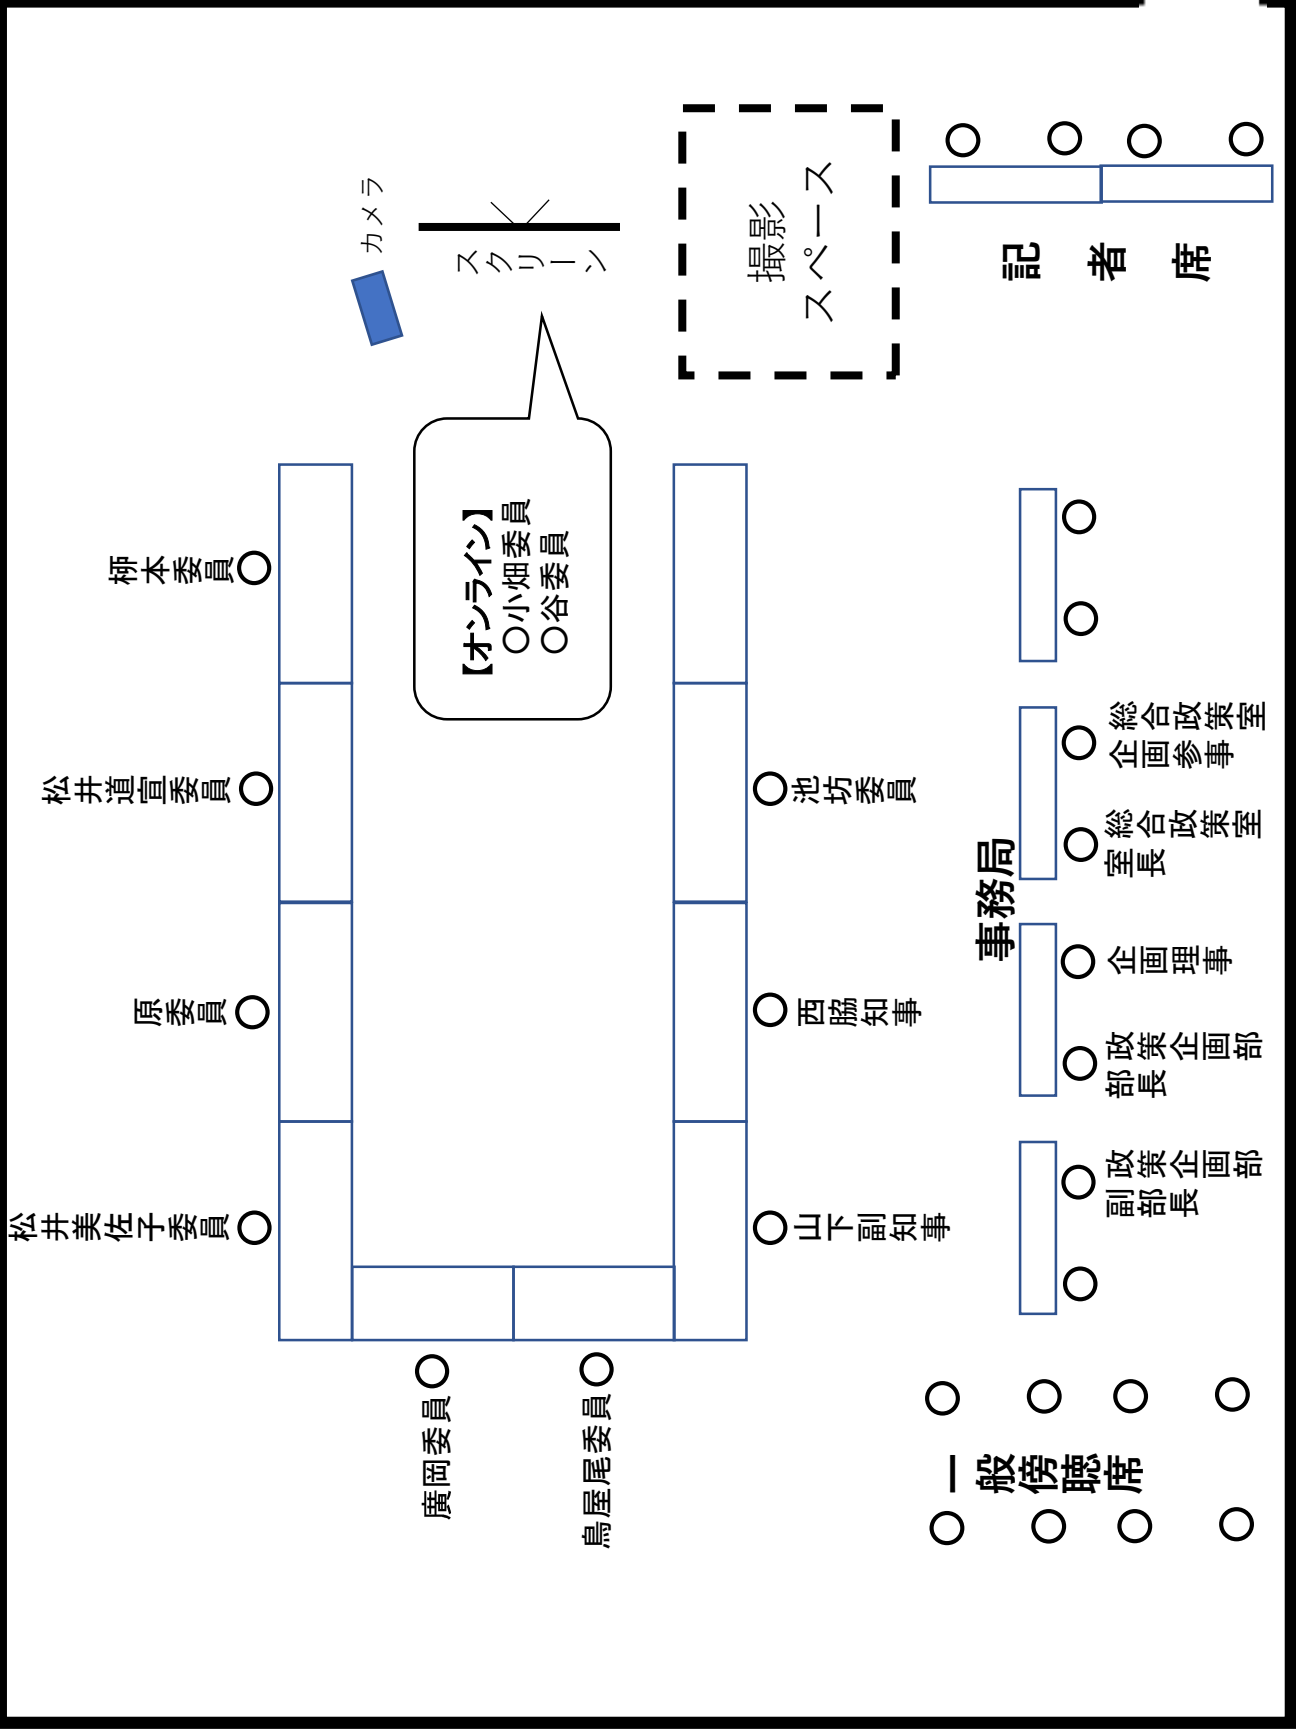 松井美佐子委員
原委員
松井道宣委員
栁本委員
カメラ
廣岡委員
鳥屋尾委員
【オンライン】
〇小畑委員
〇谷委員
スクリーン
山下副知事
西脇知事
池坊委員
撮影
スペース
一般傍聴席
事務局
記者席
政策企画部
副部長
政策企画部
部長
企画理事
総合政策室
室長
総合政策室
企画参事